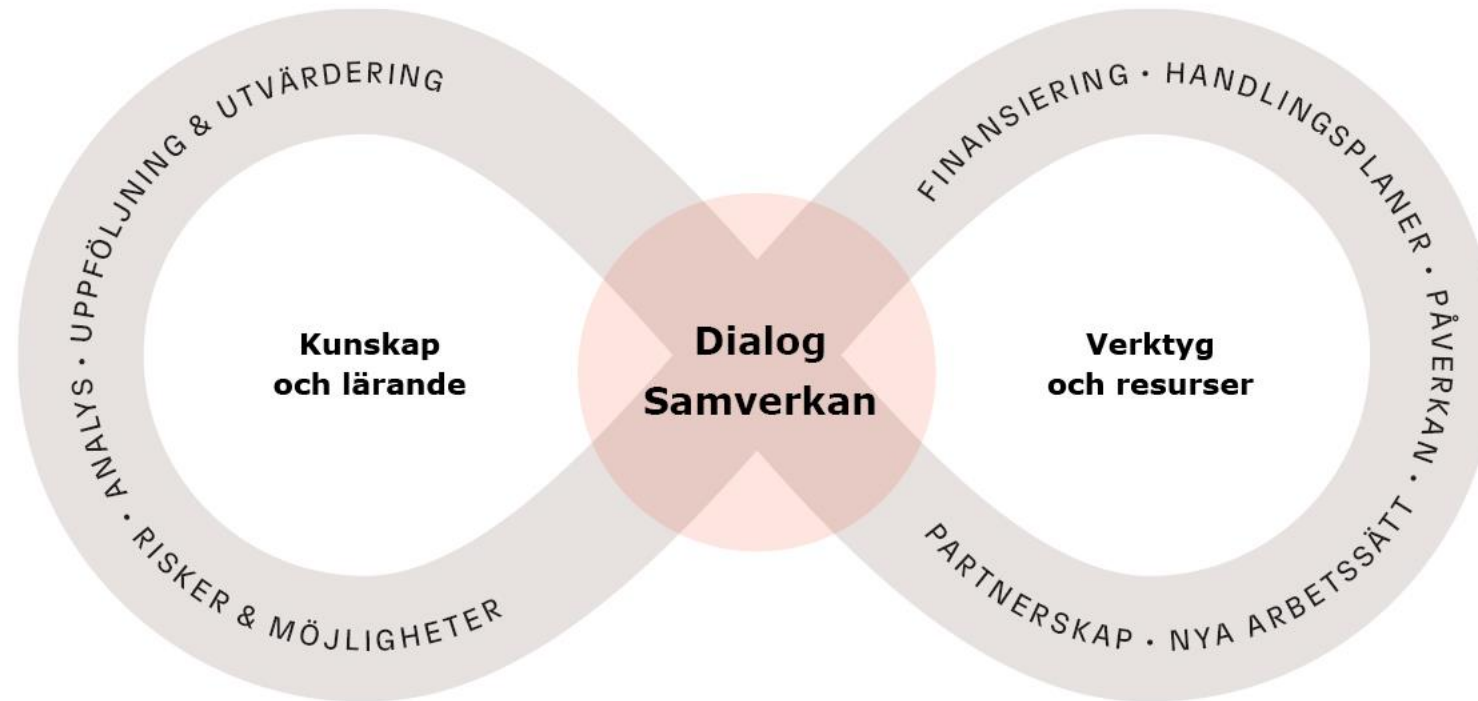 ANALYS · UPPFÖLJNING & UTVÄRDERING
· RISKER & MÖJLIGHETER
Kunskap
och lärande
Dialog
Samverkan
Verktyg
och resurser
FINANSIERING · HANDLINGSPLANER · PÅVERKAN ·
PARTNERSKAP · NYA ARBETSSÄTT